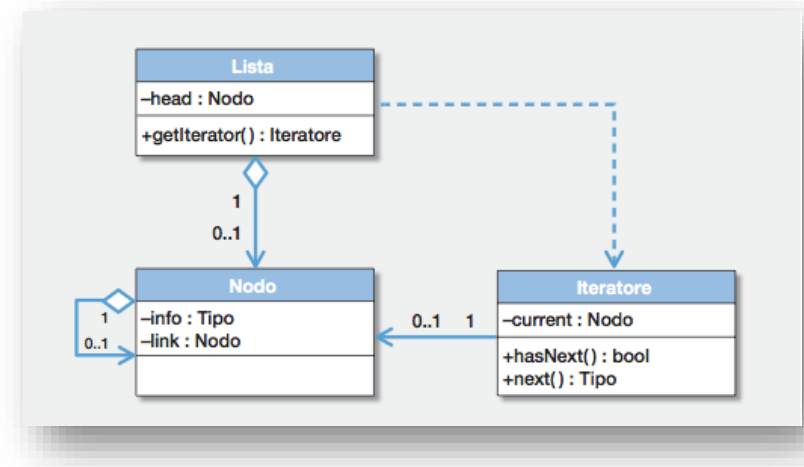 Lista
–head : Nodo
+getIterator() : Iteratore
1
0..1
Nodo
–info : Tipo
–link : Nodo
1
0..1
0..1 1
Iteratore
–current : Nodo
+hasNext() : bool
+next() : Tipo